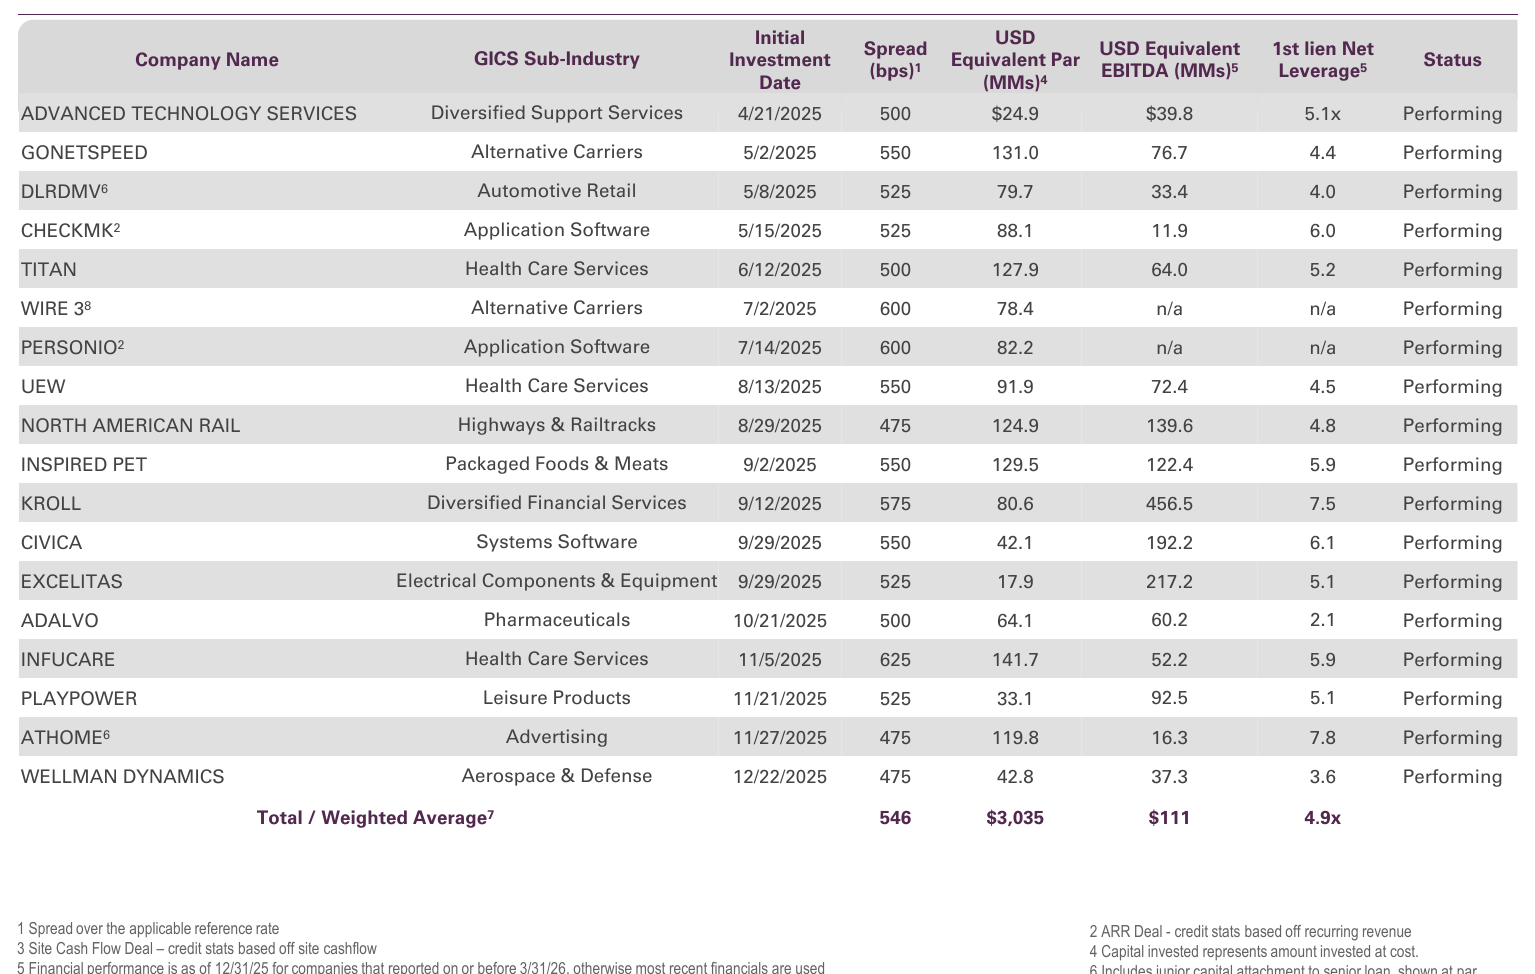 Company Name GICS Sub-Industry Initial Investment Date Spread (bps)¹ USD Equivalent Par (MMs)⁴ USD Equivalent EBITDA (MMs)⁵ 1st lien Net Leverage⁵ Status
ADVANCED TECHNOLOGY SERVICES Diversified Support Services 4/21/2025 500 $24.9 $39.8 5.1x Performing
GONETSPEED Alternative Carriers 5/2/2025 550 131.0 76.7 4.4 Performing
DLRDMV⁶ Automotive Retail 5/8/2025 525 79.7 33.4 4.0 Performing
CHECKMK² Application Software 5/15/2025 525 88.1 11.9 6.0 Performing
TITAN Health Care Services 6/12/2025 500 127.9 64.0 5.2 Performing
WIRE 3⁸ Alternative Carriers 7/2/2025 600 78.4 n/a n/a Performing
PERSONIO² Application Software 7/14/2025 600 82.2 n/a n/a Performing
UEW Health Care Services 8/13/2025 550 91.9 72.4 4.5 Performing
NORTH AMERICAN RAIL Highways & Railtracks 8/29/2025 475 124.9 139.6 4.8 Performing
INSPIRED PET Packaged Foods & Meats 9/2/2025 550 129.5 122.4 5.9 Performing
KROLL Diversified Financial Services 9/12/2025 575 80.6 456.5 7.5 Performing
CIVICA Systems Software 9/29/2025 550 42.1 192.2 6.1 Performing
EXCELITAS Electrical Components & Equipment 9/29/2025 525 17.9 217.2 5.1 Performing
ADALVO Pharmaceuticals 10/21/2025 500 64.1 60.2 2.1 Performing
INFUCARE Health Care Services 11/5/2025 625 141.7 52.2 5.9 Performing
PLAYPOWER Leisure Products 11/21/2025 525 33.1 92.5 5.1 Performing
ATHOME⁶ Advertising 11/27/2025 475 119.8 16.3 7.8 Performing
WELLMAN DYNAMICS Aerospace & Defense 12/22/2025 475 42.8 37.3 3.6 Performing
Total / Weighted Average⁷ 546 $3,035 $111 4.9x
1 Spread over the applicable reference rate
3 Site Cash Flow Deal – credit stats based off site cashflow
5 Financial performance is as of 12/31/25 for companies that reported on or before 3/31/26, otherwise most recent financials are used
2 ARR Deal - credit stats based off recurring revenue
4 Capital invested represents amount invested at cost.
6 Includes junior capital attachment to senior loan, shown at par